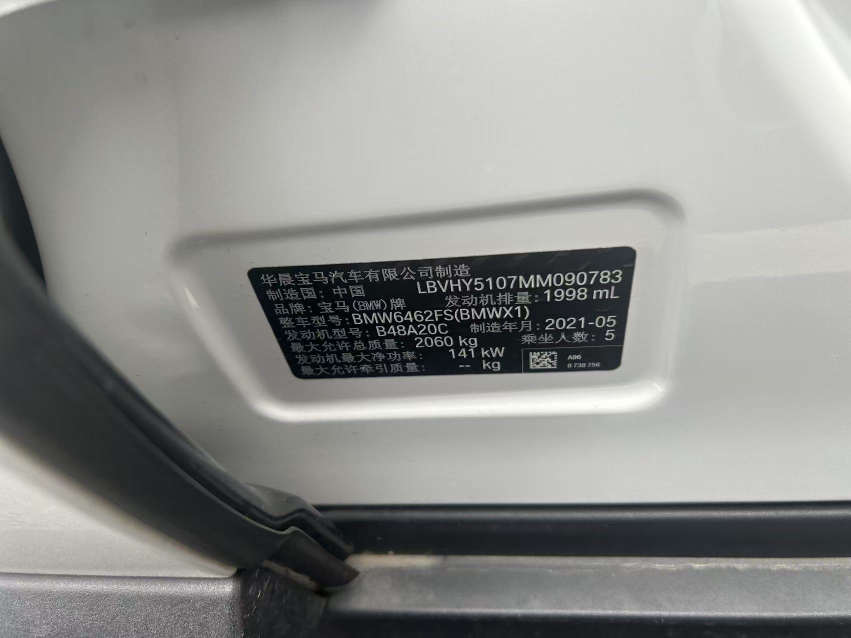 华晨宝马汽车有限公司制造
制造国: 中国 LBVHY5107MM090783
品牌: 宝马(BMW)牌 发动机排量: 1998 mL
整车型号: BMW6462FS(BMWX1)
发动机型号: B48A20C 制造年月: 2021-05
最大允许总质量: 2060 kg 乘坐人数: 5
发动机最大净功率: 141 kW
最大允许牵引质量: -- kg
A96
9 739 756